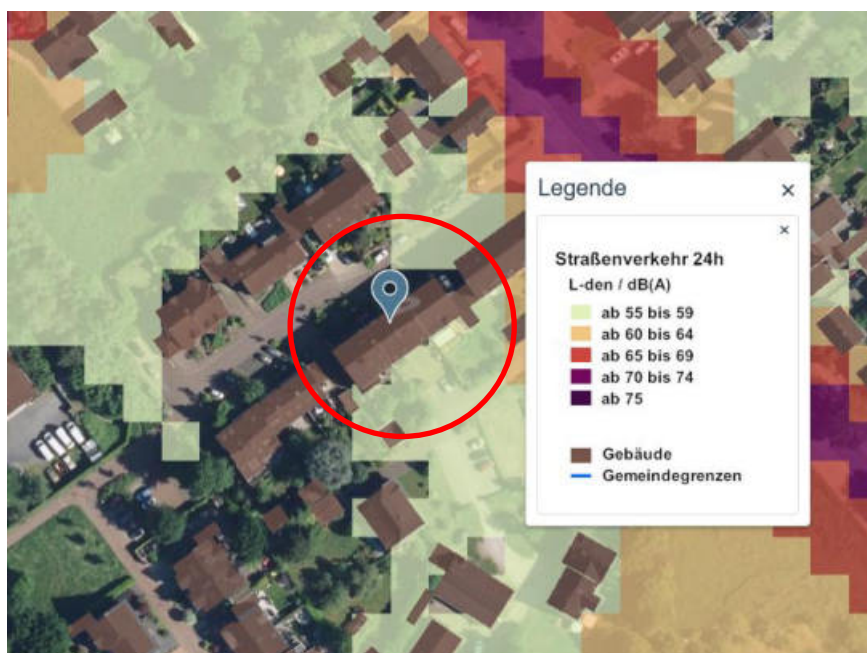 Legende ×
×
Straßenverkehr 24h
L-den / dB(A)
ab 55 bis 59
ab 60 bis 64
ab 65 bis 69
ab 70 bis 74
ab 75
Gebäude
Gemeindegrenzen